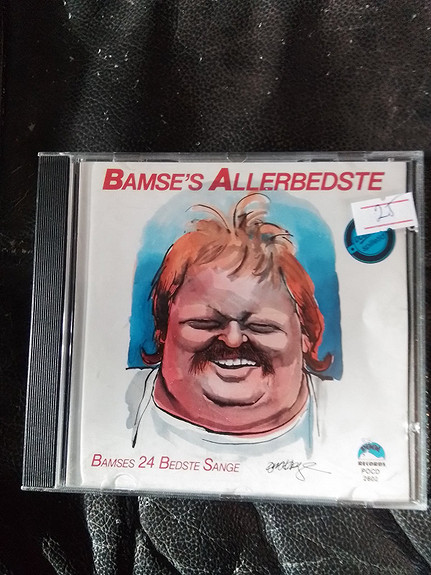 BAMSE'S ALLERBEDSTE
25
BAMSES 24 BEDSTE SANGE
RECORDS
POCD
2602